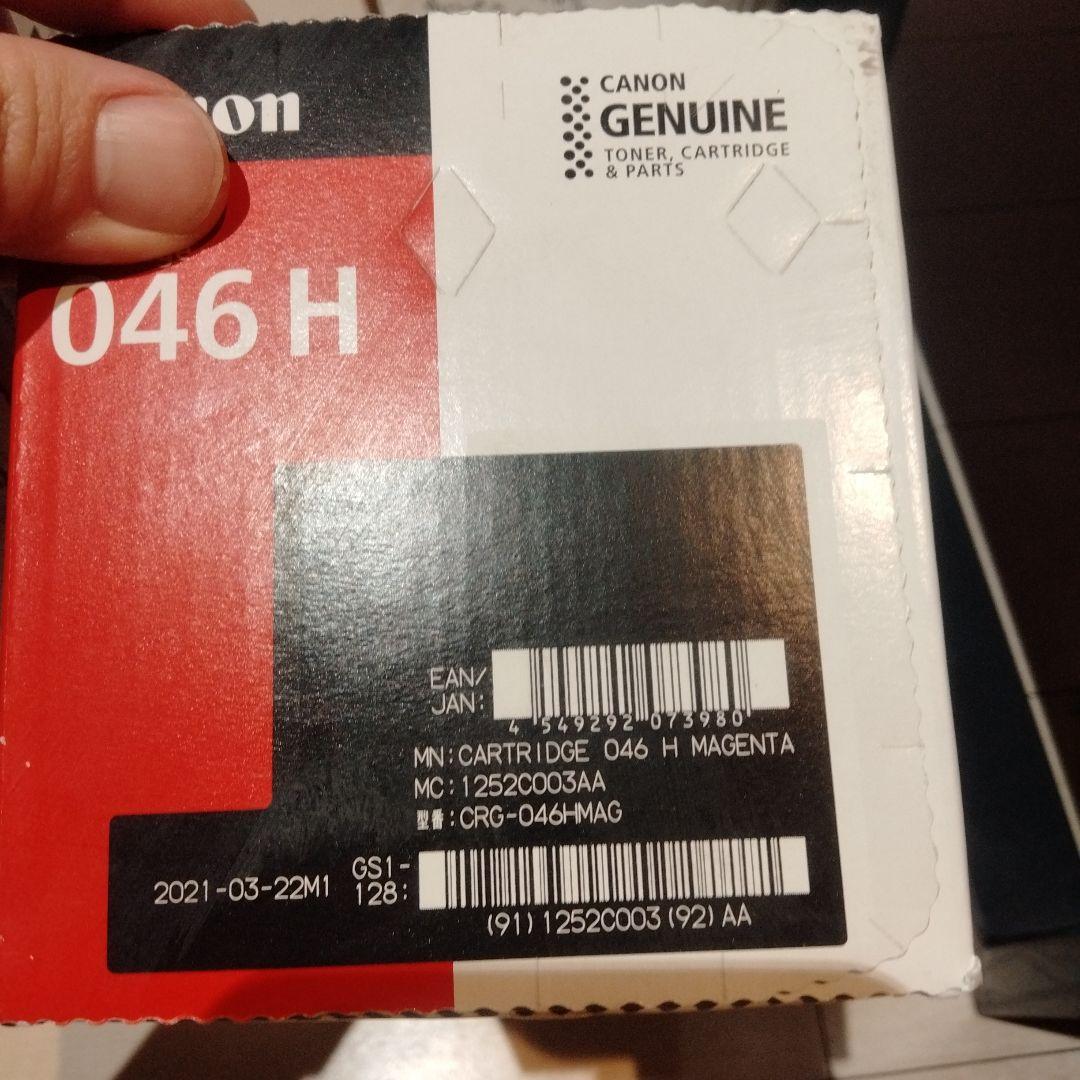 CANON
GENUINE
TONER, CARTRIDGE
& PARTS
046 H
EAN/
JAN:
4 549292 073980
MN:CARTRIDGE 046 H MAGENTA
MC:1252C003AA
型番:CRG-046HMAG
2021-03-22M1
GS1-
128:
(91)1252C003(92)AA